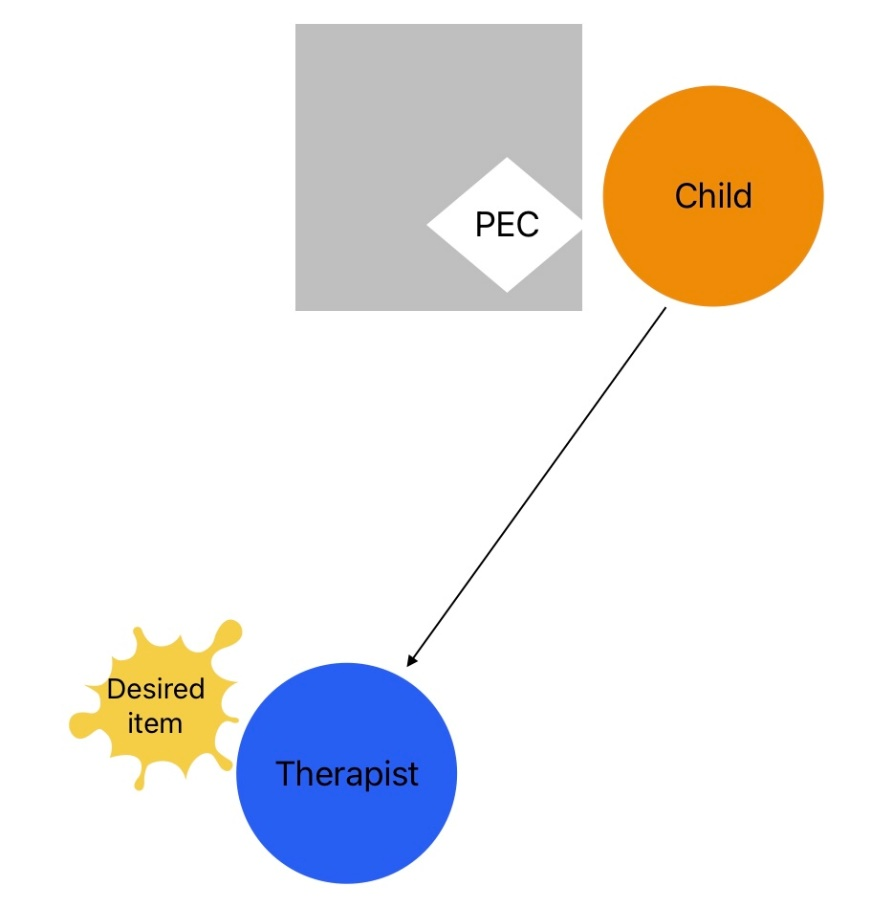 PEC
Child
Desired
item
Therapist